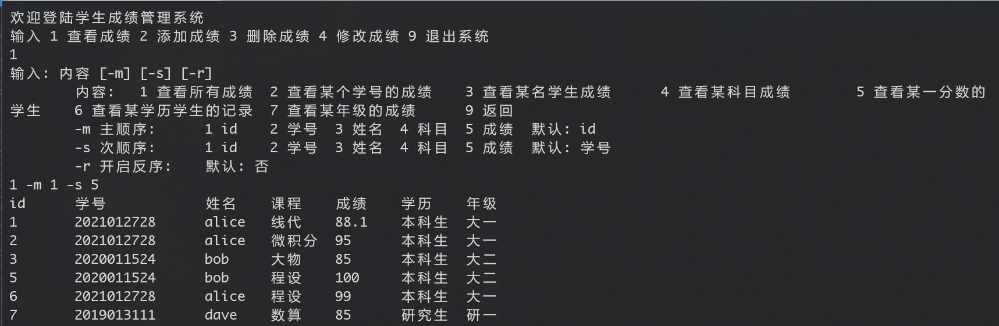 欢迎登陆学生成绩管理系统
输入 1 查看成绩 2 添加成绩 3 删除成绩 4 修改成绩 9 退出系统
1
输入: 内容 [-m] [-s] [-r]
内容: 1 查看所有成绩 2 查看某个学号的成绩 3 查看某名学生成绩 4 查看某科目成绩 5 查看某一分数的
学生 6 查看某学历学生的记录 7 查看某年级的成绩 9 返回
-m 主顺序: 1 id 2 学号 3 姓名 4 科目 5 成绩 默认: id
-s 次顺序: 1 id 2 学号 3 姓名 4 科目 5 成绩 默认: 学号
-r 开启反序: 默认: 否
1 -m 1 -s 5
id 学号 姓名 课程 成绩 学历 年级
1 2021012728 alice 线代 88.1 本科生 大一
2 2021012728 alice 微积分 95 本科生 大一
3 2020011524 bob 大物 85 本科生 大二
5 2020011524 bob 程设 100 本科生 大二
6 2021012728 alice 程设 99 本科生 大一
7 2019013111 dave 数算 85 研究生 研一